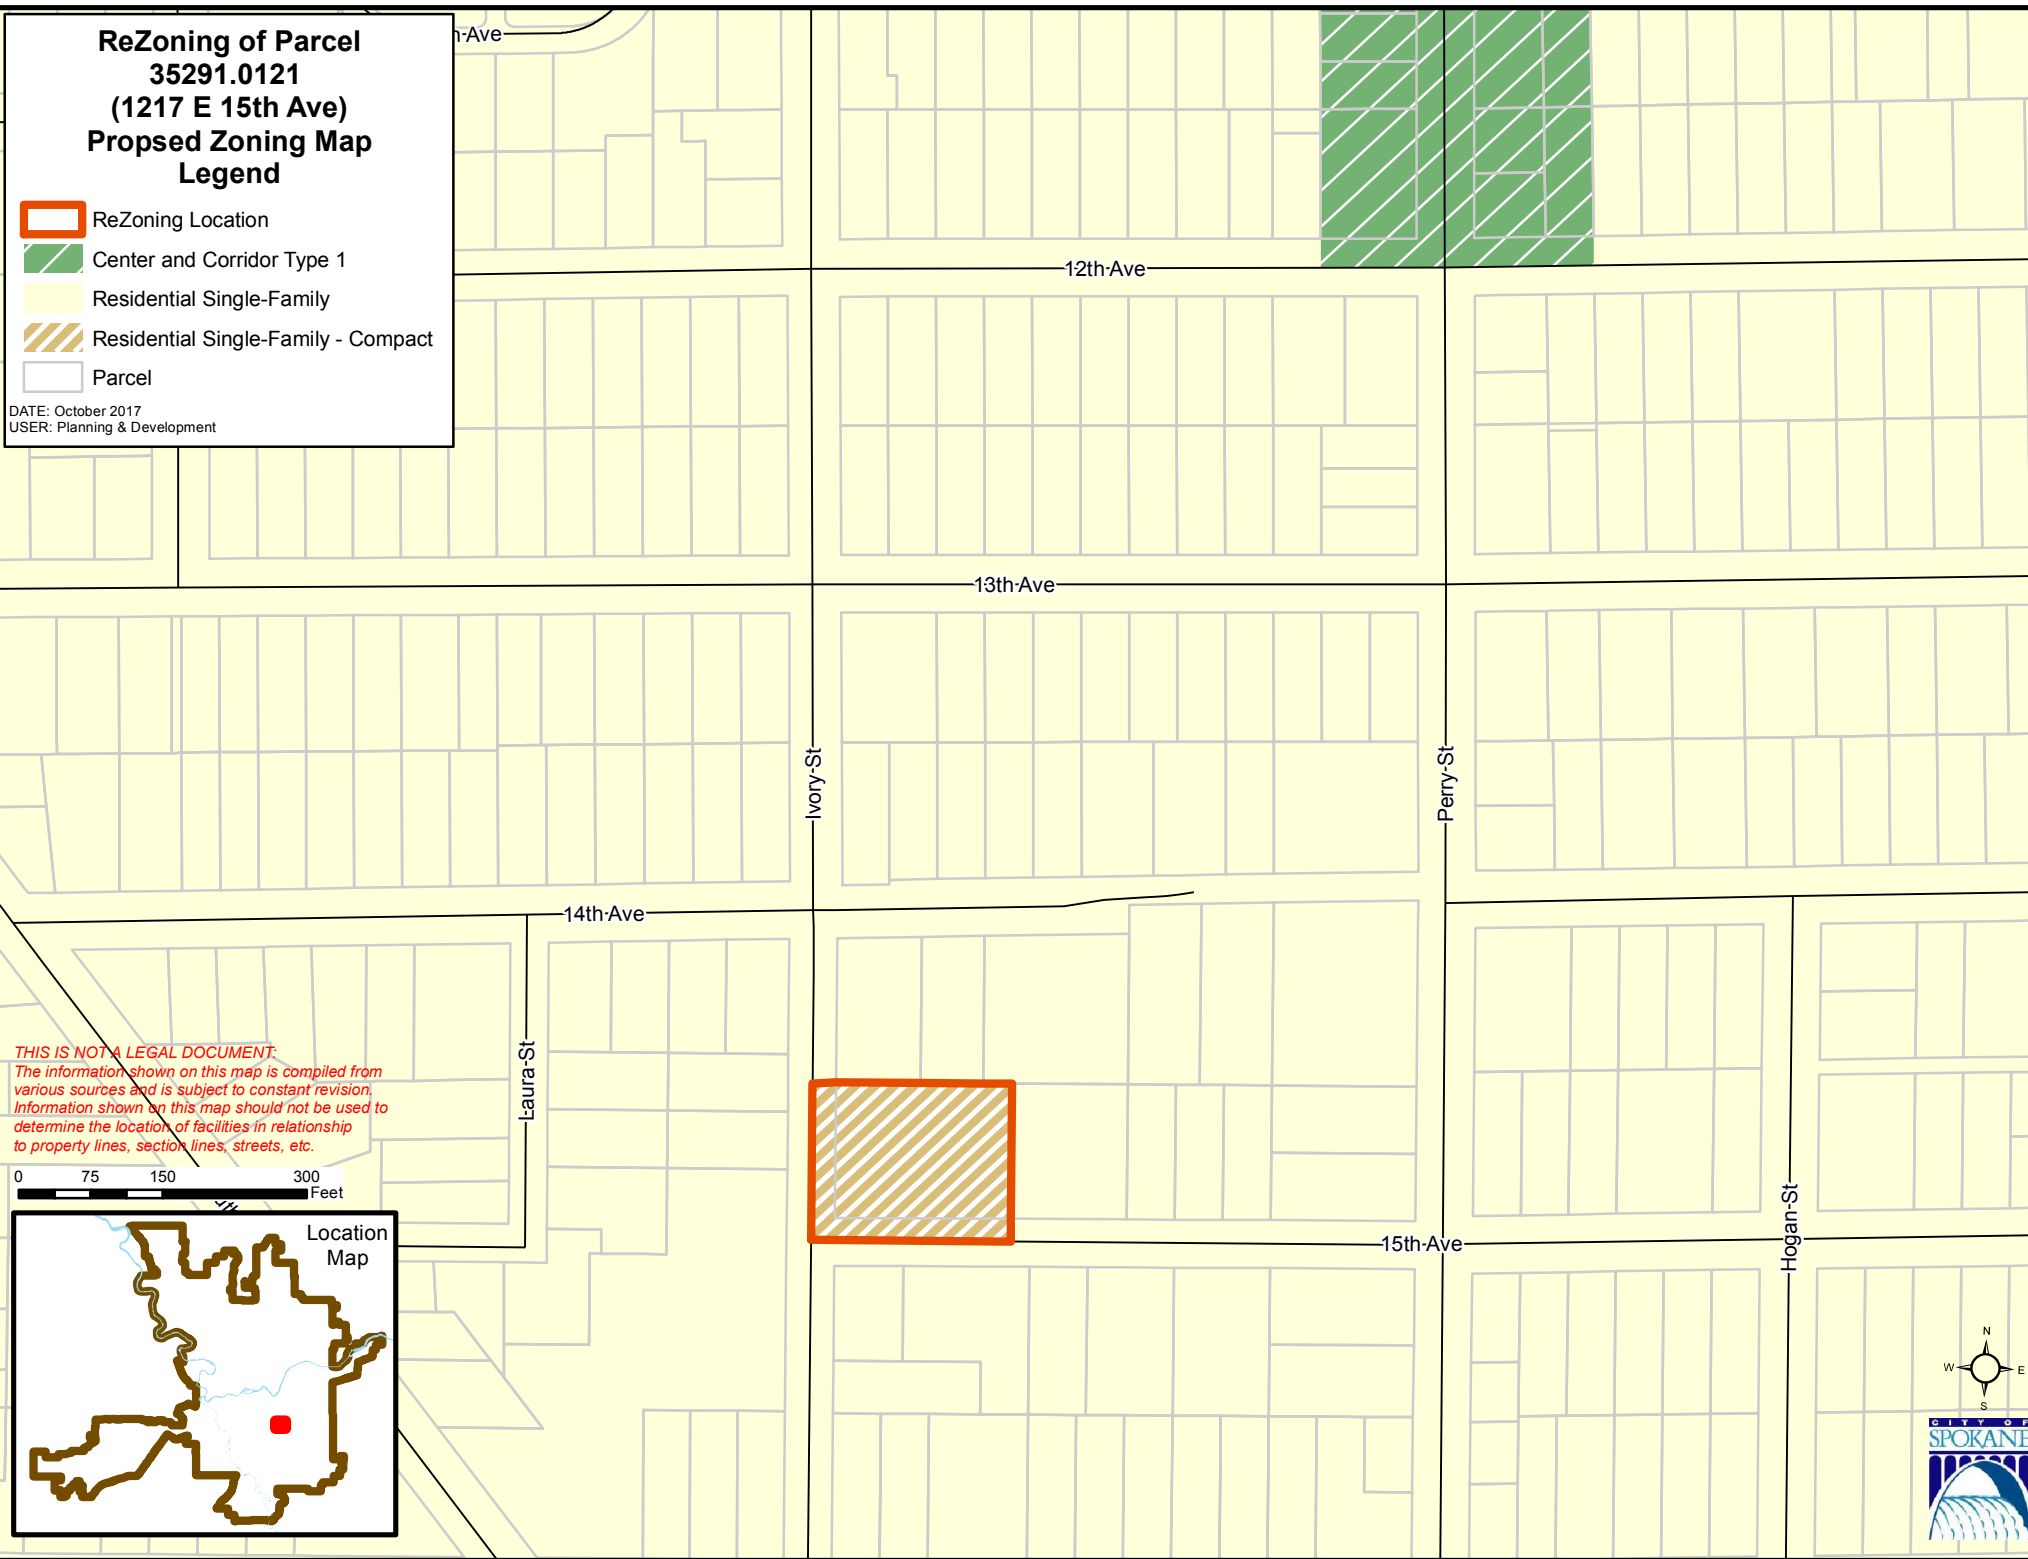 ReZoning of Parcel
35291.0121
(1217 E 15th Ave)
Propsed Zoning Map
Legend
ReZoning Location
Center and Corridor Type 1
Residential Single-Family
Residential Single-Family - Compact
Parcel
DATE: October 2017
USER: Planning & Development
Ave
12th Ave
13th Ave
Ivory St
Perry St
14th Ave
Laura St
Hogan St
15th Ave
THIS IS NOT A LEGAL DOCUMENT:
The information shown on this map is compiled from
various sources and is subject to constant revision.
Information shown on this map should not be used to
determine the location of facilities in relationship
to property lines, section lines, streets, etc.
0 75 150 300
Feet
Location
Map
N
W E
S
CITY OF
SPOKANE